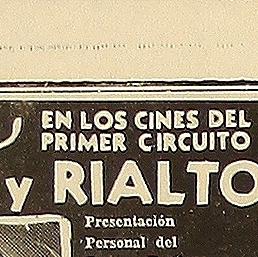 EN LOS CINES DEL
PRIMER CIRCUITO
y RIALTO
Presentación
Personal del